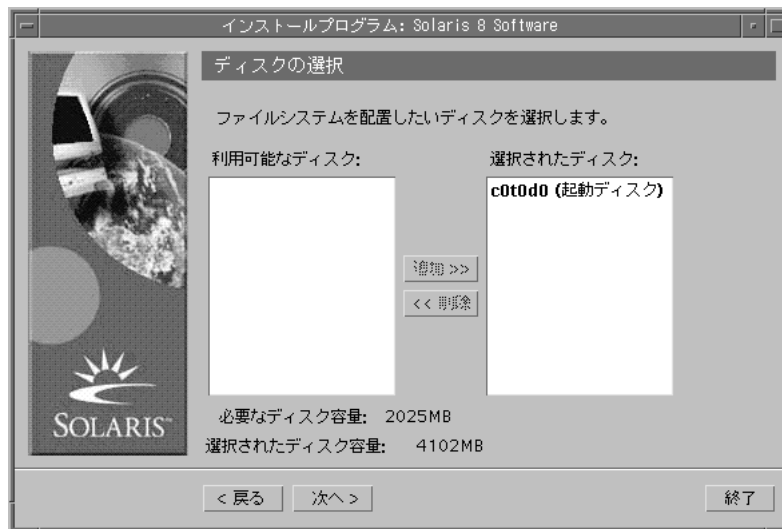 インストールプログラム: Solaris 8 Software
ディスクの選択
ファイルシステムを配置したいディスクを選択します。
利用可能なディスク:
選択されたディスク:
c0t0d0 (起動ディスク)
追加 >>
<< 削除
必要なディスク容量: 2025MB
選択されたディスク容量: 4102MB
SOLARIS™
< 戻る
次へ >
終了